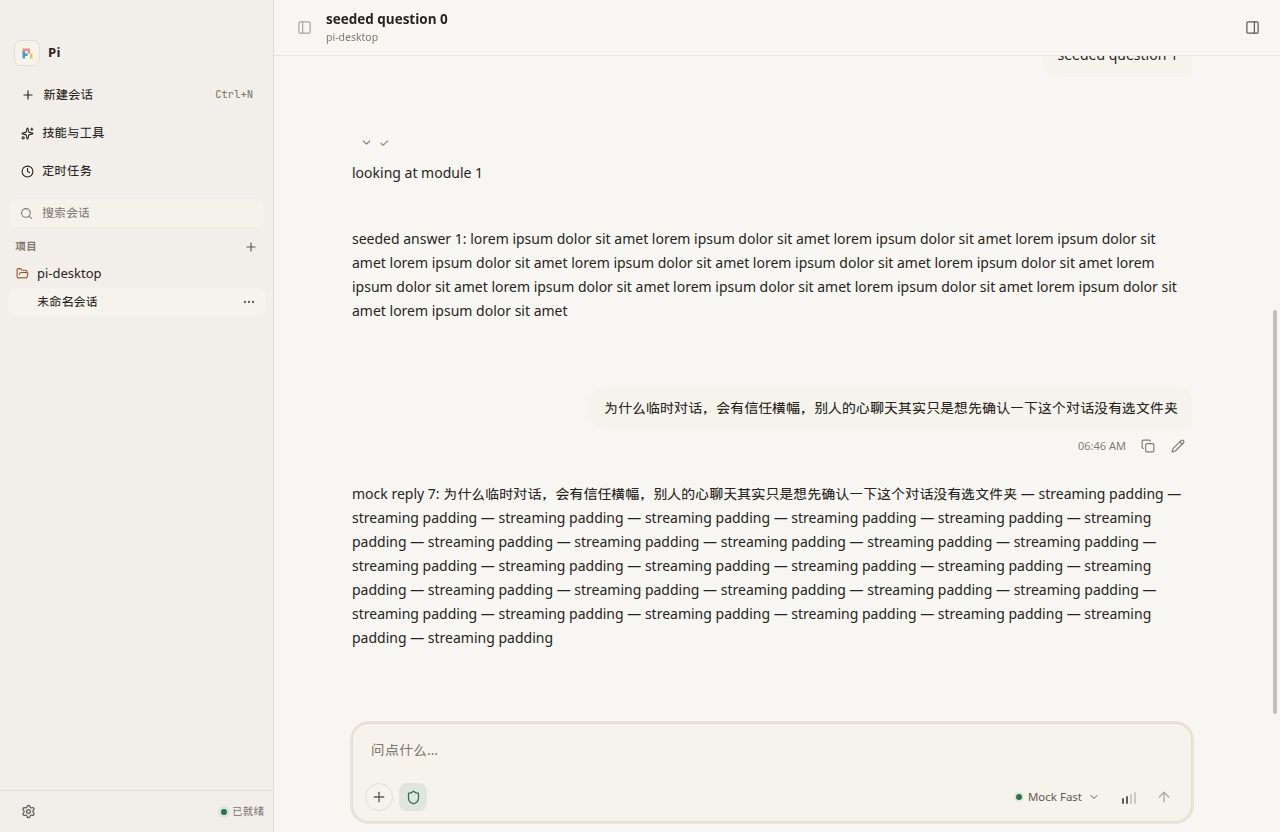 Pi
新建会话
Ctrl+N
技能与工具
定时任务
搜索会话
项目
pi-desktop
未命名会话
已就绪
seeded question 0
pi-desktop
seeded question 1
looking at module 1
seeded answer 1: lorem ipsum dolor sit amet lorem ipsum dolor sit amet lorem ipsum dolor sit amet lorem ipsum dolor sit
amet lorem ipsum dolor sit amet lorem ipsum dolor sit amet lorem ipsum dolor sit amet lorem ipsum dolor sit amet lorem
ipsum dolor sit amet lorem ipsum dolor sit amet lorem ipsum dolor sit amet lorem ipsum dolor sit amet lorem ipsum dolor sit
amet lorem ipsum dolor sit amet
为什么临时对话，会有信任横幅，别人的心聊天其实只是想先确认一下这个对话没有选文件夹
06:46 AM
mock reply 7: 为什么临时对话，会有信任横幅，别人的心聊天其实只是想先确认一下这个对话没有选文件夹 — streaming padding —
streaming padding — streaming padding — streaming padding — streaming padding — streaming padding — streaming
padding — streaming padding — streaming padding — streaming padding — streaming padding — streaming padding —
streaming padding — streaming padding — streaming padding — streaming padding — streaming padding — streaming
padding — streaming padding — streaming padding — streaming padding — streaming padding — streaming padding —
streaming padding — streaming padding — streaming padding — streaming padding — streaming padding — streaming
padding — streaming padding
问点什么...
Mock Fast